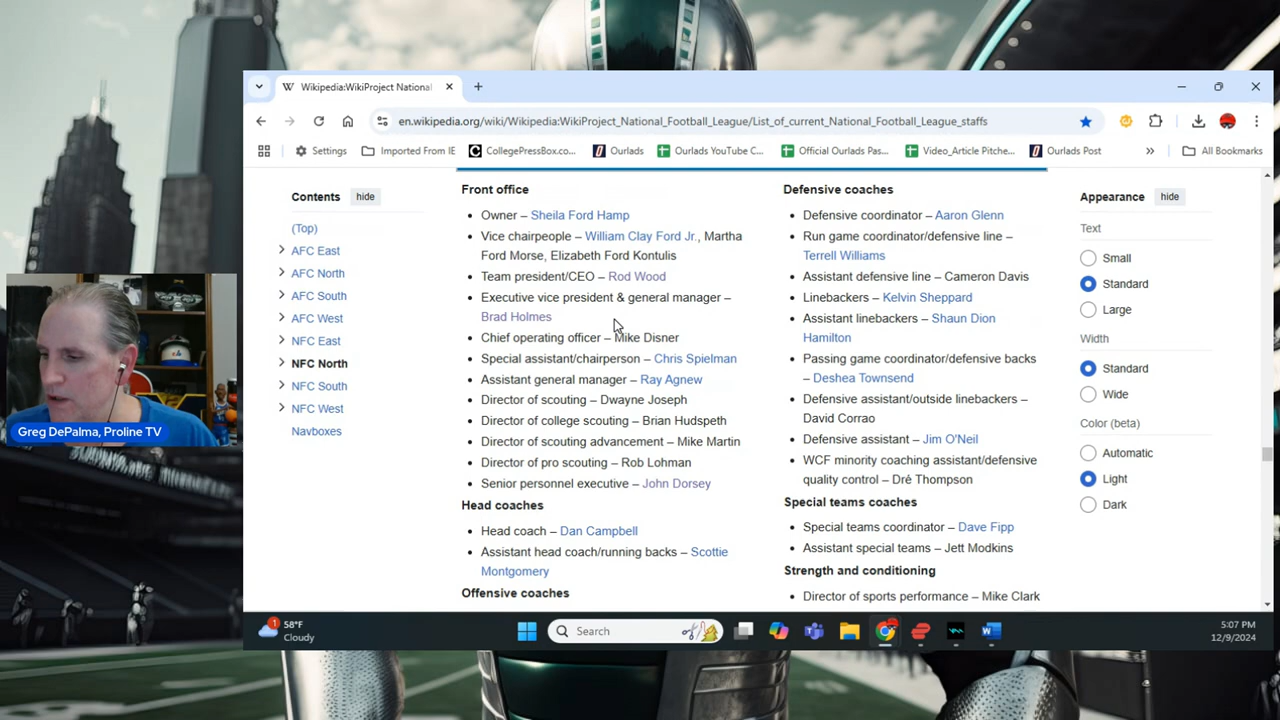 Wikipedia:WikiProject National
en.wikipedia.org/wiki/Wikipedia:WikiProject_National_Football_League/List_of_current_National_Football_League_staffs
Settings
Imported From IE
CollegePressBox.co...
Ourlads
Ourlads YouTube C...
Official Ourlads Pas...
Video_Article Pitche...
Ourlads Post
»
All Bookmarks
Contents
hide
(Top)
AFC East
AFC North
AFC South
AFC West
NFC East
NFC North
NFC South
NFC West
Navboxes
Front office
• Owner – Sheila Ford Hamp
• Vice chairpeople – William Clay Ford Jr., Martha
Ford Morse, Elizabeth Ford Kontulis
• Team president/CEO – Rod Wood
• Executive vice president & general manager –
Brad Holmes
• Chief operating officer – Mike Disner
• Special assistant/chairperson – Chris Spielman
• Assistant general manager – Ray Agnew
• Director of scouting – Dwayne Joseph
• Director of college scouting – Brian Hudspeth
• Director of scouting advancement – Mike Martin
• Director of pro scouting – Rob Lohman
• Senior personnel executive – John Dorsey
Head coaches
• Head coach – Dan Campbell
• Assistant head coach/running backs – Scottie
Montgomery
Offensive coaches
Defensive coaches
• Defensive coordinator – Aaron Glenn
• Run game coordinator/defensive line –
Terrell Williams
• Assistant defensive line – Cameron Davis
• Linebackers – Kelvin Sheppard
• Assistant linebackers – Shaun Dion
Hamilton
• Passing game coordinator/defensive backs
– Deshea Townsend
• Defensive assistant/outside linebackers –
David Corrao
• Defensive assistant – Jim O'Neil
• WCF minority coaching assistant/defensive
quality control – Dré Thompson
Special teams coaches
• Special teams coordinator – Dave Fipp
• Assistant special teams – Jett Modkins
Strength and conditioning
• Director of sports performance – Mike Clark
Appearance
hide
Text
Small
Standard
Large
Width
Standard
Wide
Color (beta)
Automatic
Light
Dark
Greg DePalma, Proline TV
1
58°F
Cloudy
Search
5:07 PM
12/9/2024